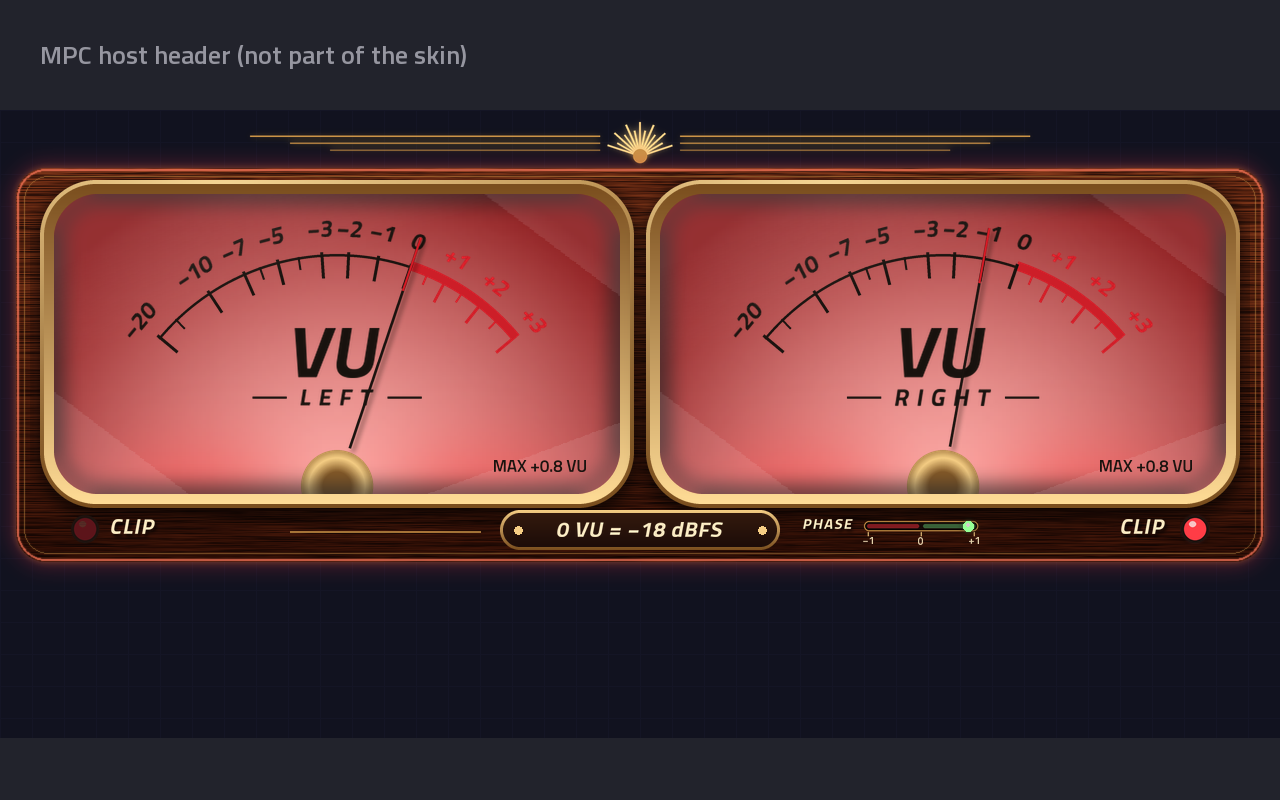 MPC host header (not part of the skin)
−20 −10 −7 −5 −3 −2 −1 0 +1 +2 +3
VU
LEFT
MAX +0.8 VU
−20 −10 −7 −5 −3 −2 −1 0 +1 +2 +3
VU
RIGHT
MAX +0.8 VU
CLIP
0 VU = −18 dBFS
PHASE
−1 0 +1
CLIP